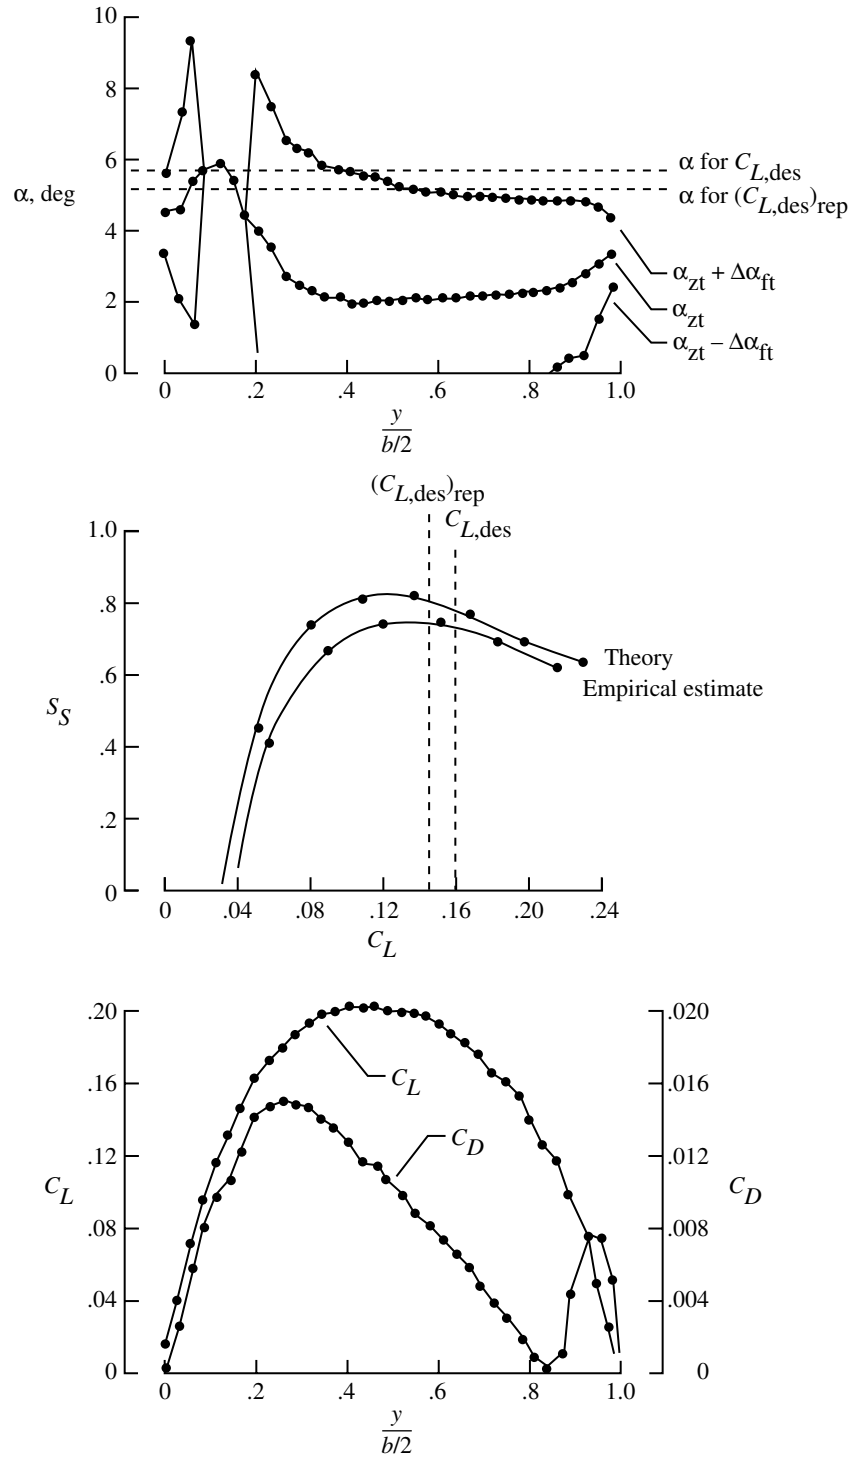 10
8
6
4
2
0
α, deg
α for C_L,des
α for (C_L,des)rep
α_zt + Δα_ft
α_zt
α_zt – Δα_ft
0 .2 .4 .6 .8 1.0
y
b/2
(C_L,des)rep
C_L,des
1.0
.8
.6
.4
.2
0
S_S
Theory
Empirical estimate
0 .04 .08 .12 .16 .20 .24
C_L
.20
.16
.12
.08
.04
0
C_L
C_L
C_D
.020
.016
.012
.008
.004
0
C_D
0 .2 .4 .6 .8 1.0
y
b/2